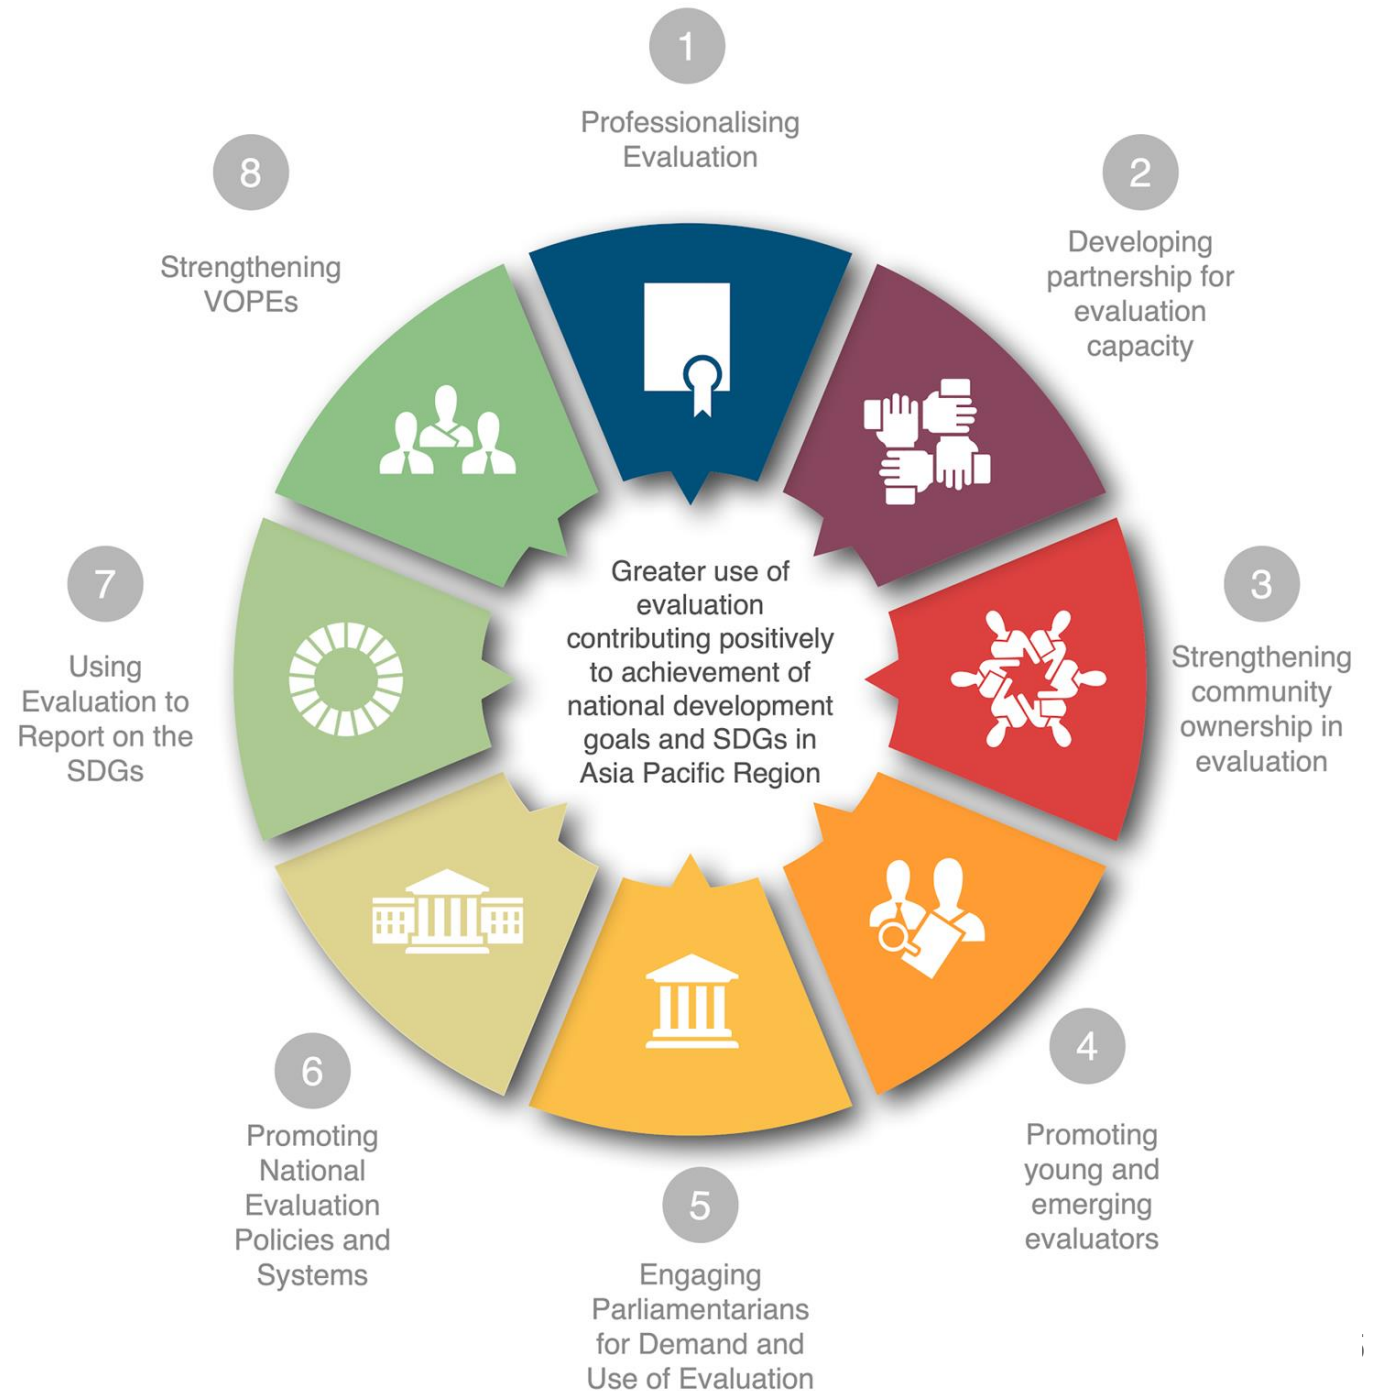 1
Professionalising
Evaluation
2
Developing
partnership for
evaluation
capacity
3
Strengthening
community
ownership in
evaluation
4
Promoting
young and
emerging
evaluators
5
Engaging
Parliamentarians
for Demand and
Use of Evaluation
6
Promoting
National
Evaluation
Policies and
Systems
7
Using
Evaluation to
Report on the
SDGs
8
Strengthening
VOPEs
Greater use of
evaluation
contributing positively
to achievement of
national development
goals and SDGs in
Asia Pacific Region